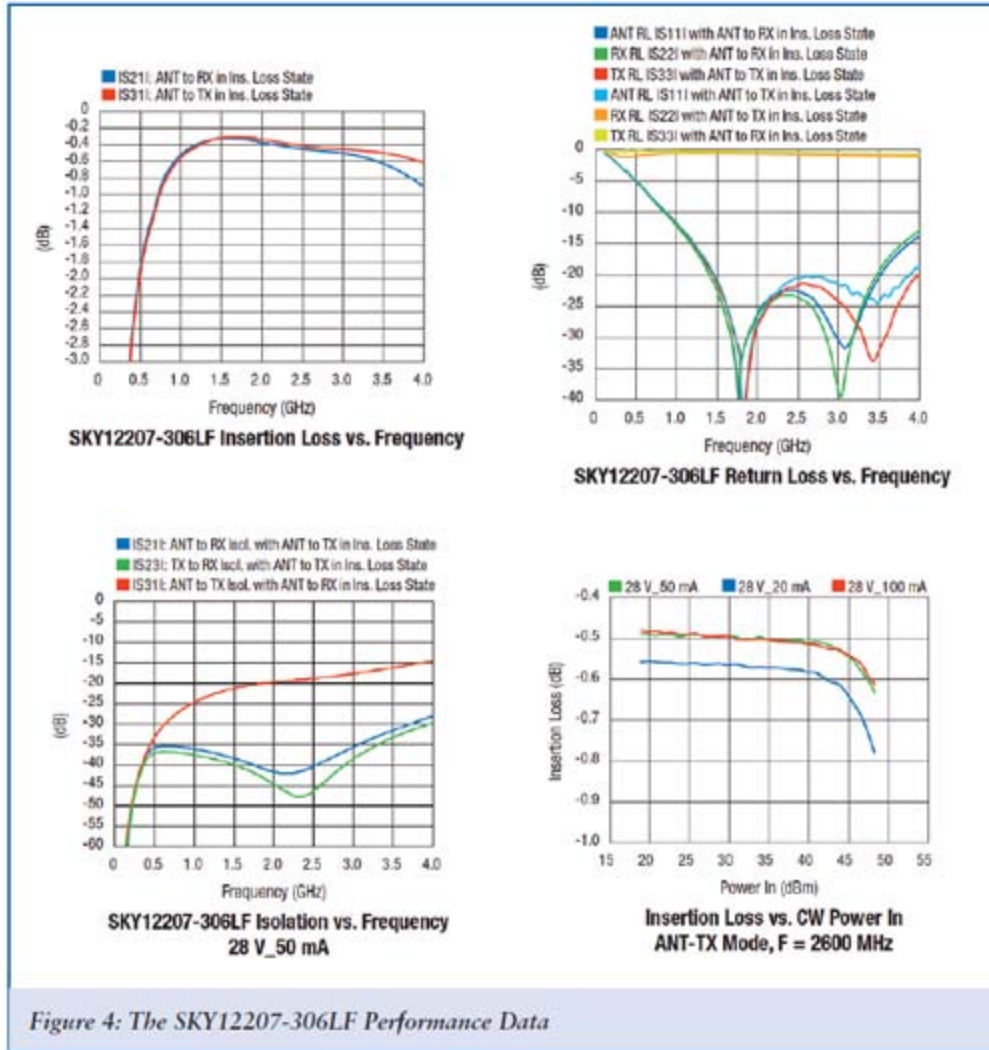 IS21I: ANT to RX in Ins. Loss State
IS31I: ANT to TX in Ins. Loss State
0
-0.2
-0.4
-0.6
-0.8
-1.0
-1.2
-1.4
-1.6
-1.8
-2.0
-2.2
-2.4
-2.6
-2.8
-3.0
(dB)
0 0.5 1.0 1.5 2.0 2.5 3.0 3.5 4.0
Frequency (GHz)
SKY12207-306LF Insertion Loss vs. Frequency
ANT RL IS11I with ANT to RX in Ins. Loss State
RX RL IS22I with ANT to RX in Ins. Loss State
TX RL IS33I with ANT to TX in Ins. Loss State
ANT RL IS11I with ANT to TX in Ins. Loss State
RX RL IS22I with ANT to TX in Ins. Loss State
TX RL IS33I with ANT to RX in Ins. Loss State
0
-5
-10
-15
-20
-25
-30
-35
-40
(dB)
0 0.5 1.0 1.5 2.0 2.5 3.0 3.5 4.0
Frequency (GHz)
SKY12207-306LF Return Loss vs. Frequency
IS21I: ANT to RX Isol. with ANT to TX in Ins. Loss State
IS23I: TX to RX Isol. with ANT to TX in Ins. Loss State
IS31I: ANT to TX Isol. with ANT to RX in Ins. Loss State
0
-5
-10
-15
-20
-25
-30
-35
-40
-45
-50
-55
-60
(dB)
0 0.5 1.0 1.5 2.0 2.5 3.0 3.5 4.0
Frequency (GHz)
SKY12207-306LF Isolation vs. Frequency
28 V_50 mA
28 V_50 mA 28 V_20 mA 28 V_100 mA
-0.4
-0.5
-0.6
-0.7
-0.8
-0.9
-1.0
Insertion Loss (dB)
15 20 25 30 35 40 45 50 55
Power In (dBm)
Insertion Loss vs. CW Power In
ANT-TX Mode, F = 2600 MHz
Figure 4: The SKY12207-306LF Performance Data